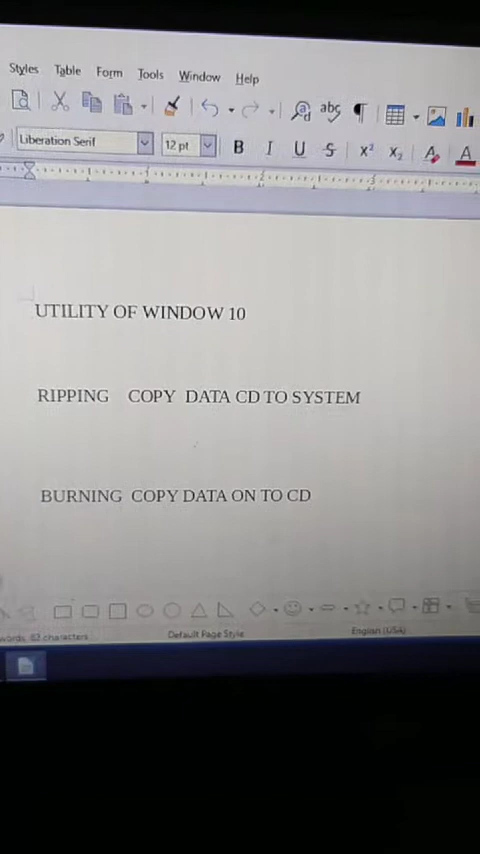 Styles Table Form Tools Window Help
Liberation Serif 12 pt B I U S X² X₂ A A
UTILITY OF WINDOW 10
RIPPING COPY DATA CD TO SYSTEM
BURNING COPY DATA ON TO CD
words, 82 characters Default Page Style English (USA)